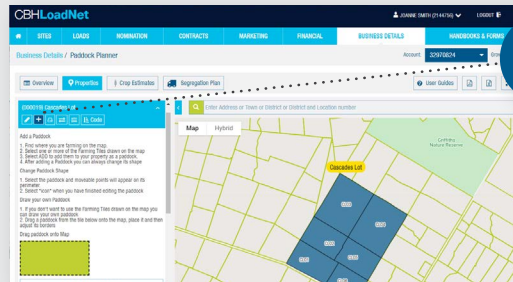 CBHLoadNet
JOANNE SMITH (2144756) LOGOUT
SITES LOADS NOMINATION CONTRACTS MARKETING FINANCIAL BUSINESS DETAILS HANDBOOKS & FORMS
Business Details / Paddock Planner
Account 32970824
Overview Properties Crop Estimates Segregation Plan User Guides
Cascades Lot
Code
Enter Address or Town or District or District and Location number
Map Hybrid
Add a Paddock
1. Find where you are farming on the map.
2. Select one or more of the Farming Tiles drawn on the map
3. Select ADD to add them to your property as a paddock.
4. After adding a Paddock you can always change its shape
Change Paddock Shape
1. Select the paddock and moveable points will appear on its
perimeter
2. Select "icon" when you have finished editing the paddock
Draw your own Paddock
1. If you don't want to use the Farming Tiles drawn on the map you
can draw your own paddock
2. Drag a paddock from the tile below onto the map, place it and then
adjust its borders.
Drag paddock onto Map
Nature Reserve
Cascades Lot